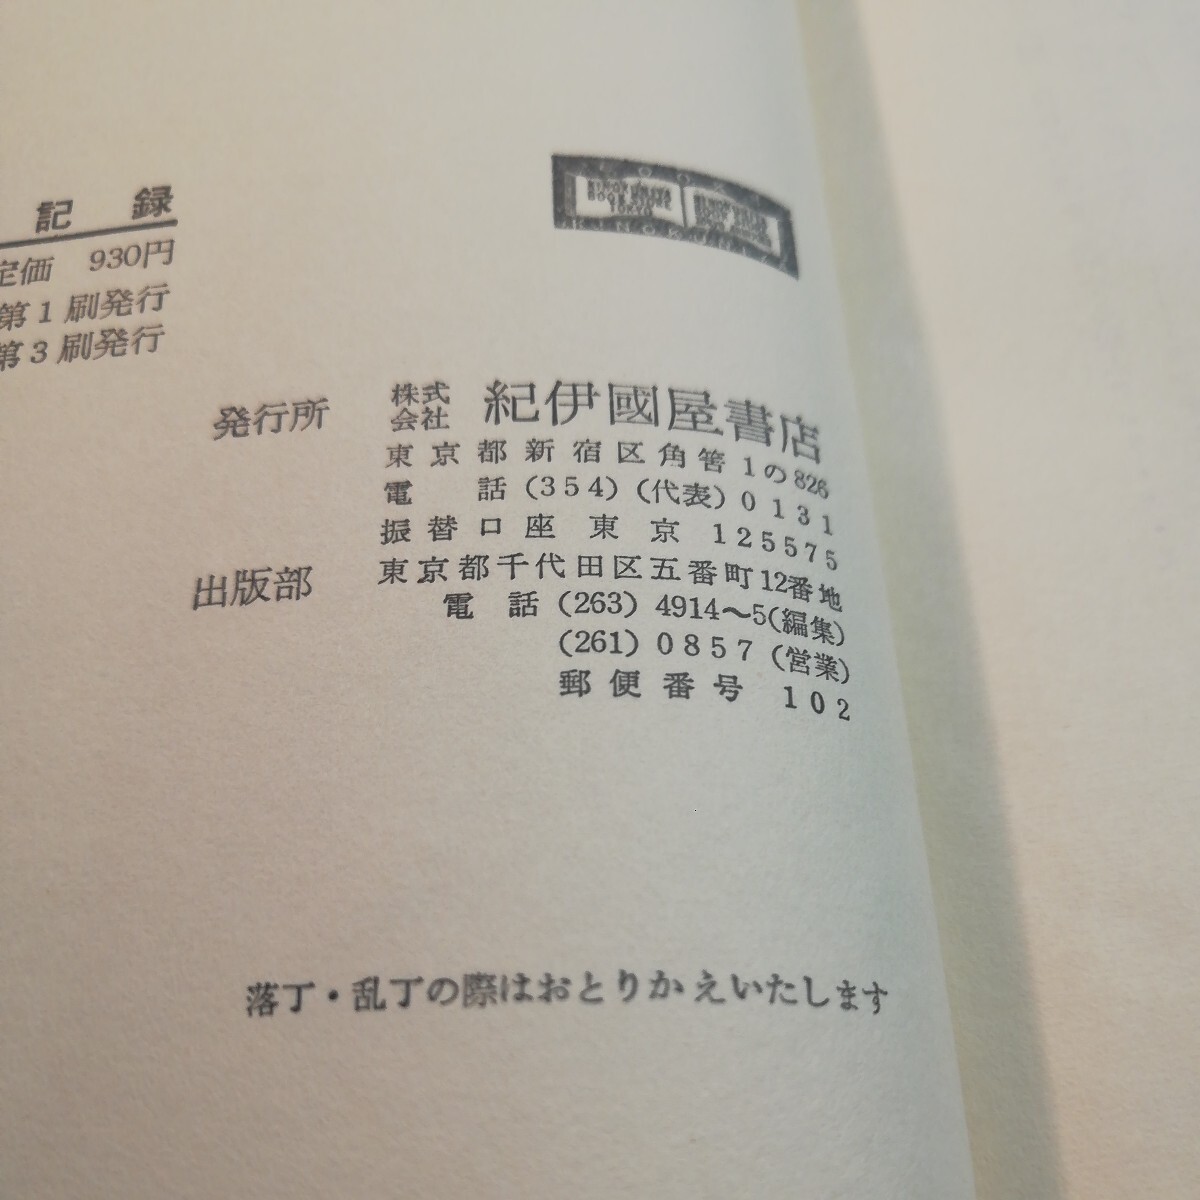 記録
定価 930円
第1刷発行
第3刷発行
KINOKUNIYA
BOOK STORE
TOKYO
KINOKUNIYA
発行所 株式会社 紀伊國屋書店
東京都新宿区角筈1の826
電話(354)(代表)0131
振替口座 東京 125575
出版部 東京都千代田区五番町12番地
電話(263)4914〜5(編集)
(261)0857(営業)
郵便番号 102
落丁・乱丁の際はおとりかえいたします